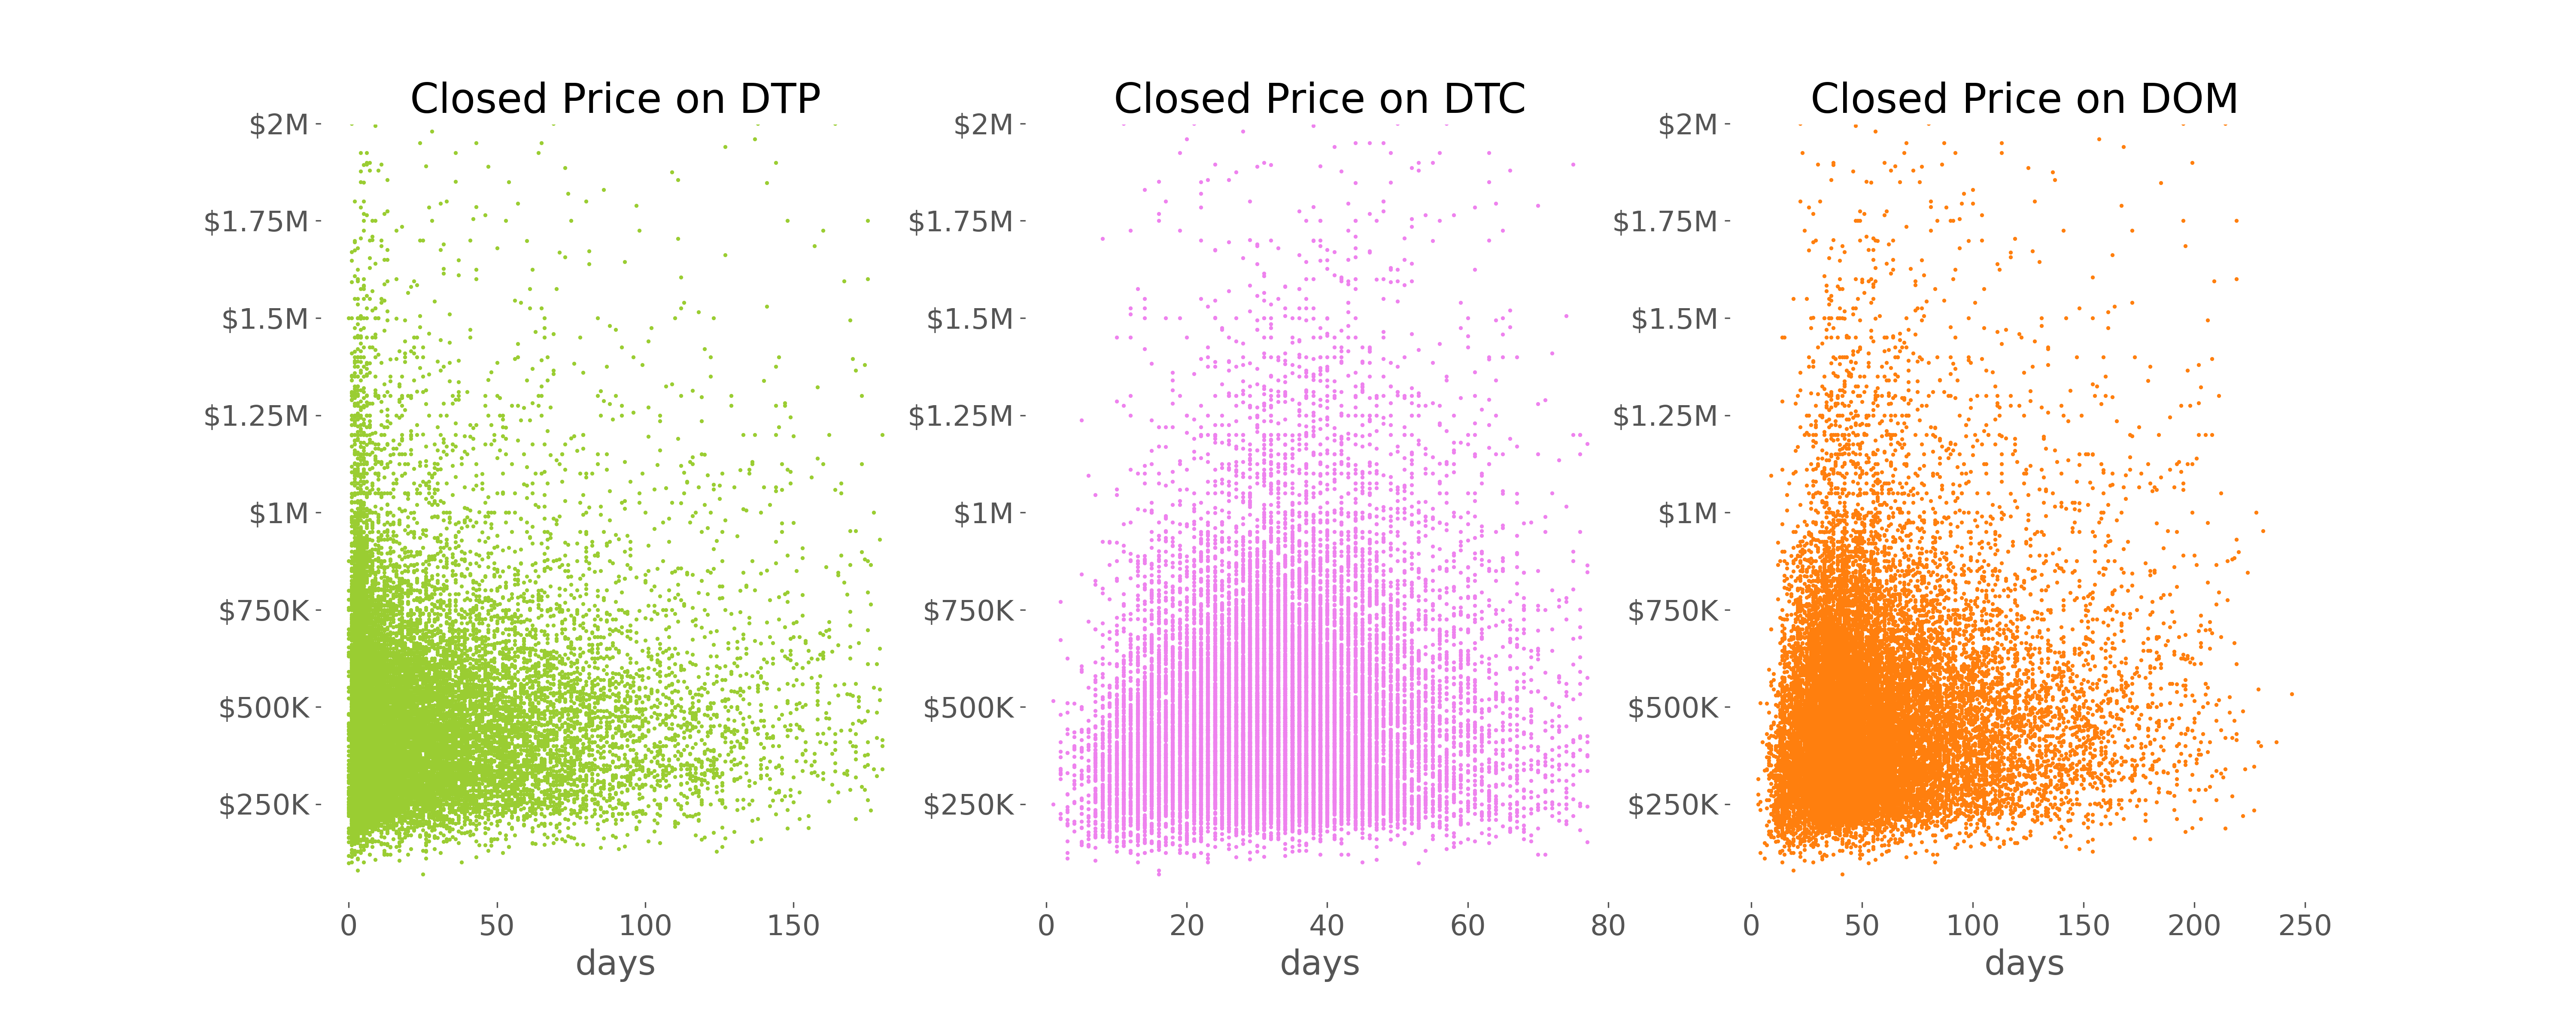 Closed Price on DTP
$2M
$1.75M
$1.5M
$1.25M
$1M
$750K
$500K
$250K
0 50 100 150
days
Closed Price on DTC
$2M
$1.75M
$1.5M
$1.25M
$1M
$750K
$500K
$250K
0 20 40 60 80
days
Closed Price on DOM
$2M
$1.75M
$1.5M
$1.25M
$1M
$750K
$500K
$250K
0 50 100 150 200 250
days